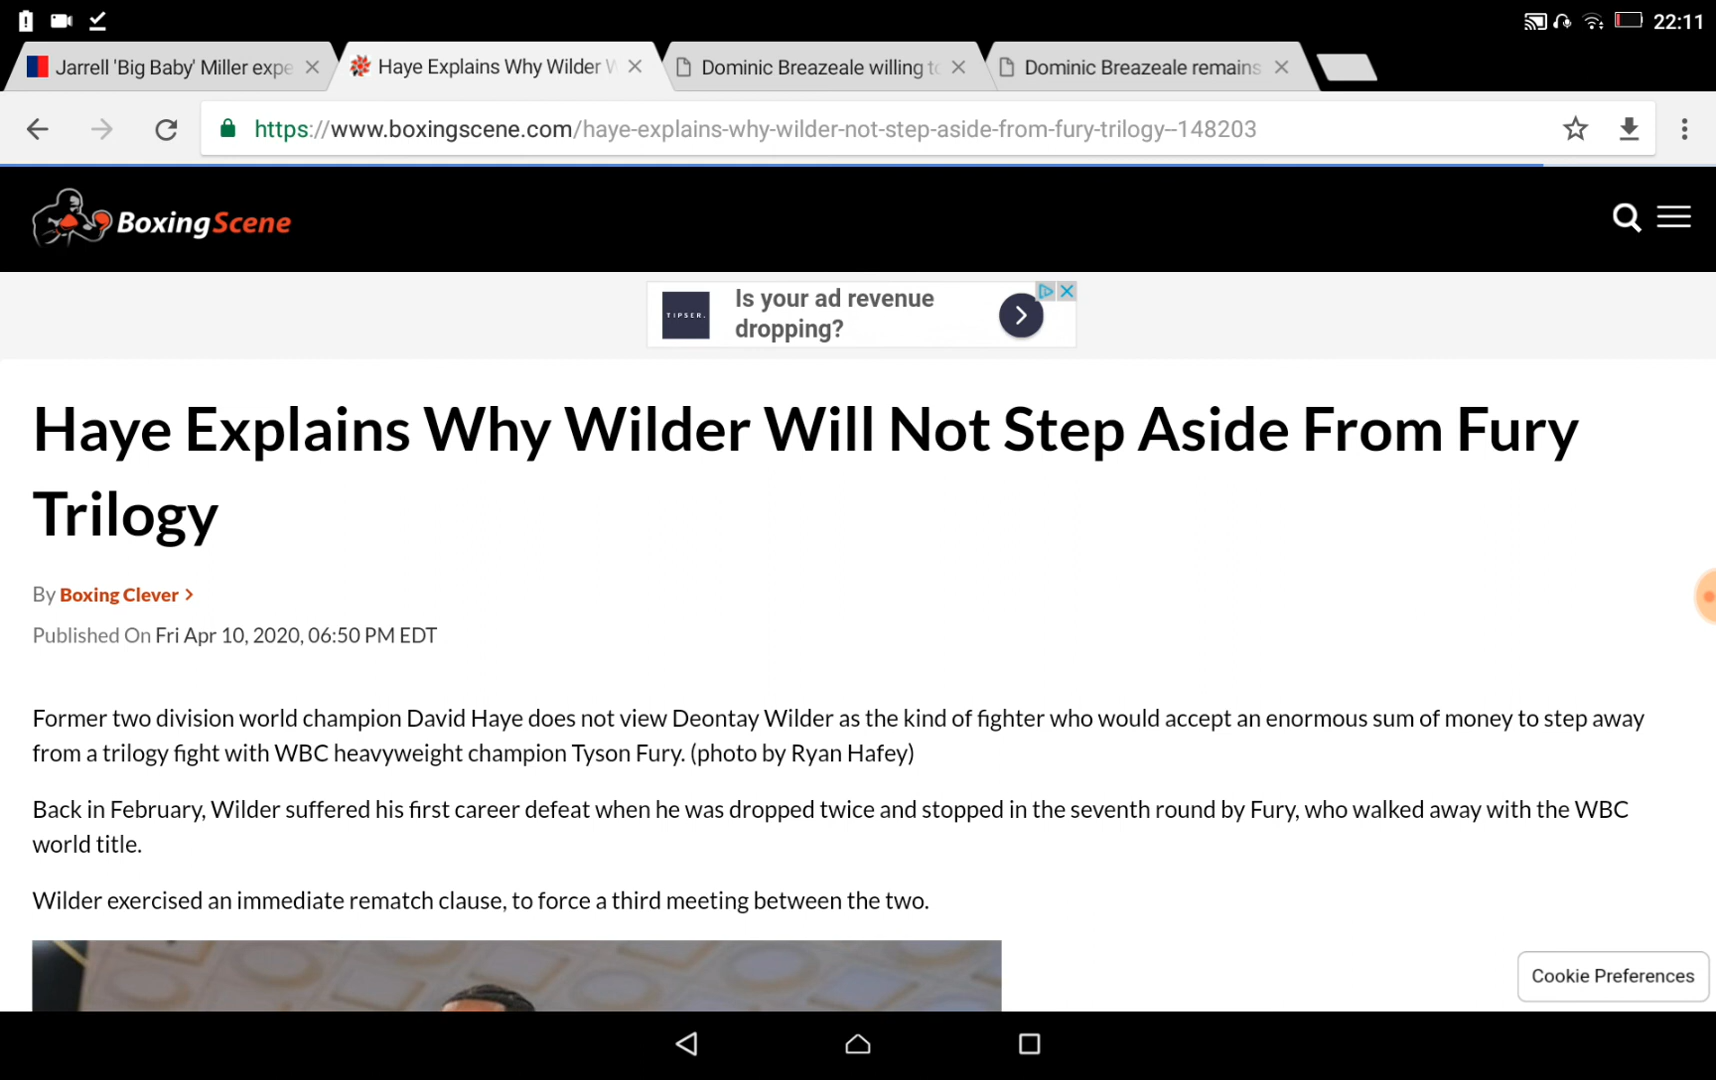 22:11
Jarrell 'Big Baby' Miller expe
Haye Explains Why Wilder W
Dominic Breazeale willing to
Dominic Breazeale remains
https://www.boxingscene.com/haye-explains-why-wilder-not-step-aside-from-fury-trilogy--148203
BoxingScene
TIPSER.
Is your ad revenue
dropping?
Haye Explains Why Wilder Will Not Step Aside From Fury
Trilogy
By Boxing Clever >
Published On Fri Apr 10, 2020, 06:50 PM EDT
Former two division world champion David Haye does not view Deontay Wilder as the kind of fighter who would accept an enormous sum of money to step away
from a trilogy fight with WBC heavyweight champion Tyson Fury. (photo by Ryan Hafey)
Back in February, Wilder suffered his first career defeat when he was dropped twice and stopped in the seventh round by Fury, who walked away with the WBC
world title.
Wilder exercised an immediate rematch clause, to force a third meeting between the two.
Cookie Preferences